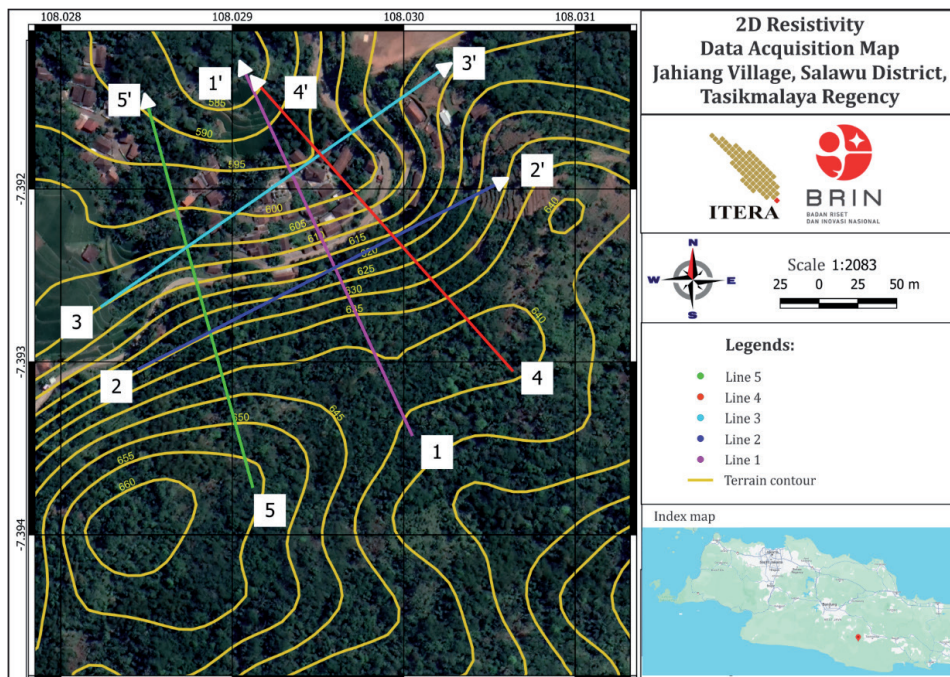 108.028 108.029 108.030 108.031
-7.392
-7.393
-7.394
1'
4'
5'
3'
2'
3
2
4
1
5
585
590
595
600
605
610
615
620
625
630
635
640
640
645
650
655
660
2D Resistivity
Data Acquisition Map
Jahiang Village, Salawu District,
Tasikmalaya Regency
ITERA
BRIN
BADAN RISET
DAN INOVASI NASIONAL
N
W E
S
Scale 1:2083
25 0 25 50 m
Legends:
Line 5
Line 4
Line 3
Line 2
Line 1
Terrain contour
Index map